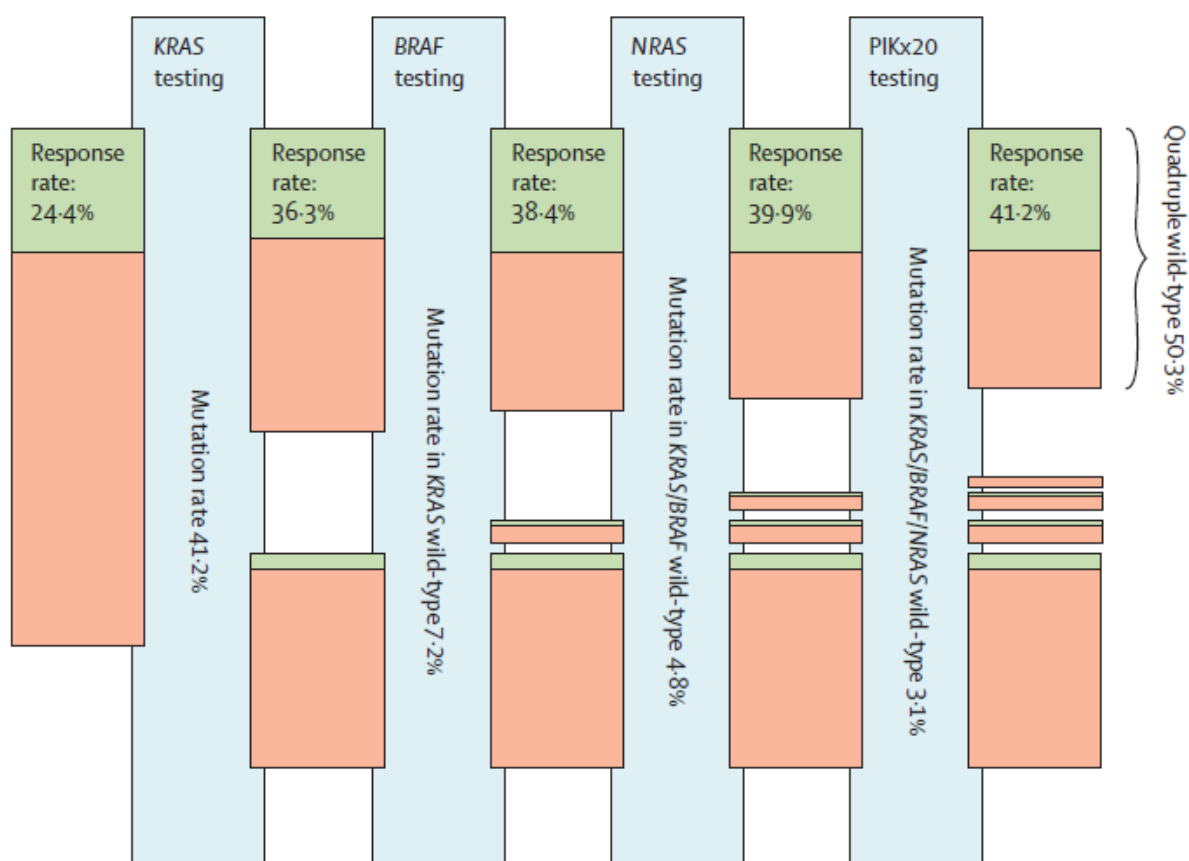 KRAS
testing
BRAF
testing
NRAS
testing
PIKx20
testing
Response
rate:
24·4%
Response
rate:
36·3%
Response
rate:
38·4%
Response
rate:
39·9%
Response
rate:
41·2%
Mutation rate 41·2%
Mutation rate in KRAS wild-type 7·2%
Mutation rate in KRAS/BRAF wild-type 4·8%
Mutation rate in KRAS/BRAF/NRAS wild-type 3·1%
Quadruple wild-type 50·3%